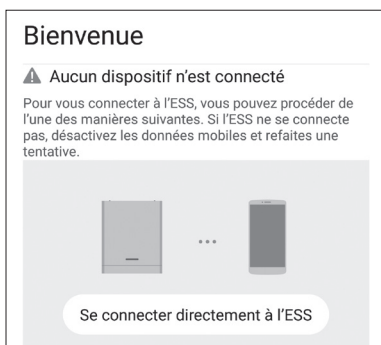 Bienvenue
Aucun dispositif n'est connecté
Pour vous connecter à l'ESS, vous pouvez procéder de
l'une des manières suivantes. Si l'ESS ne se connecte
pas, désactivez les données mobiles et refaites une
tentative.
Se connecter directement à l'ESS